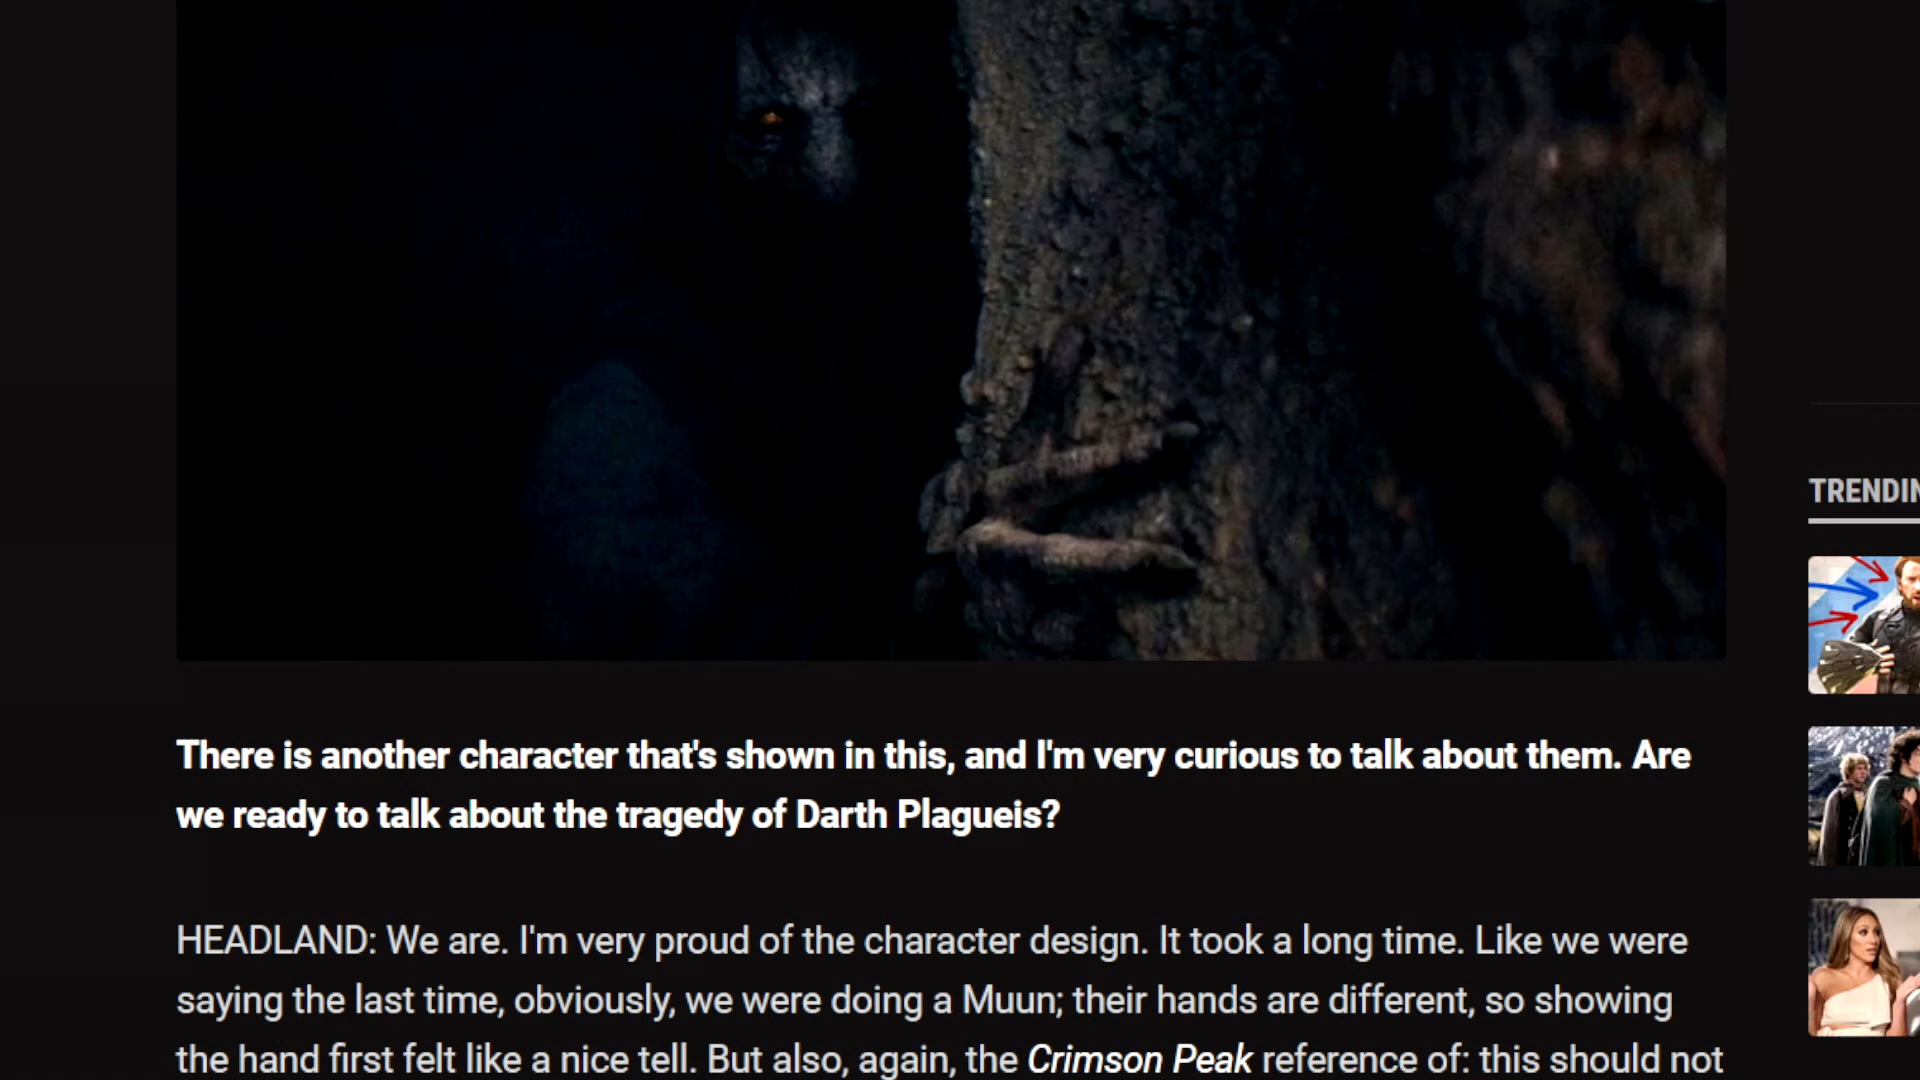 There is another character that's shown in this, and I'm very curious to talk about them. Are
we ready to talk about the tragedy of Darth Plagueis?
HEADLAND: We are. I'm very proud of the character design. It took a long time. Like we were
saying the last time, obviously, we were doing a Muun; their hands are different, so showing
the hand first felt like a nice tell. But also, again, the Crimson Peak reference of: this should not
TRENDIN